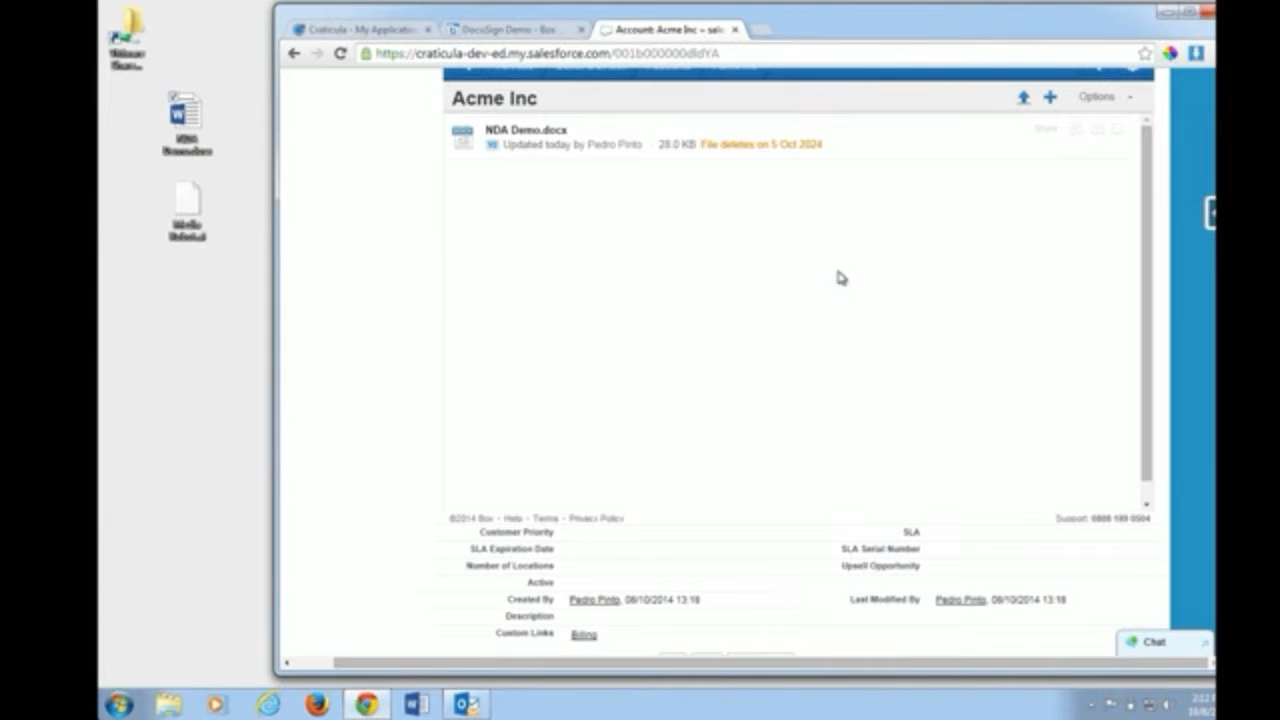 Craticula - My Applicatio
DocuSign Demo - Box
Account: Acme Inc ~ sale
https://craticula-dev-ed.my.salesforce.com/001b000000dldYA
Acme Inc
Options
NDA Demo.docx
Share
V2 Updated today by Pedro Pinto
28.0 KB File deletes on 5 Oct 2024
©2014 Box - Help - Terms - Privacy Policy
Support: 0808 189 0504
Customer Priority
SLA
SLA Expiration Date
SLA Serial Number
Number of Locations
Upsell Opportunity
Active
Created By Pedro Pinto, 08/10/2014 13:18
Last Modified By Pedro Pinto, 08/10/2014 13:18
Description
Custom Links Billing
Chat